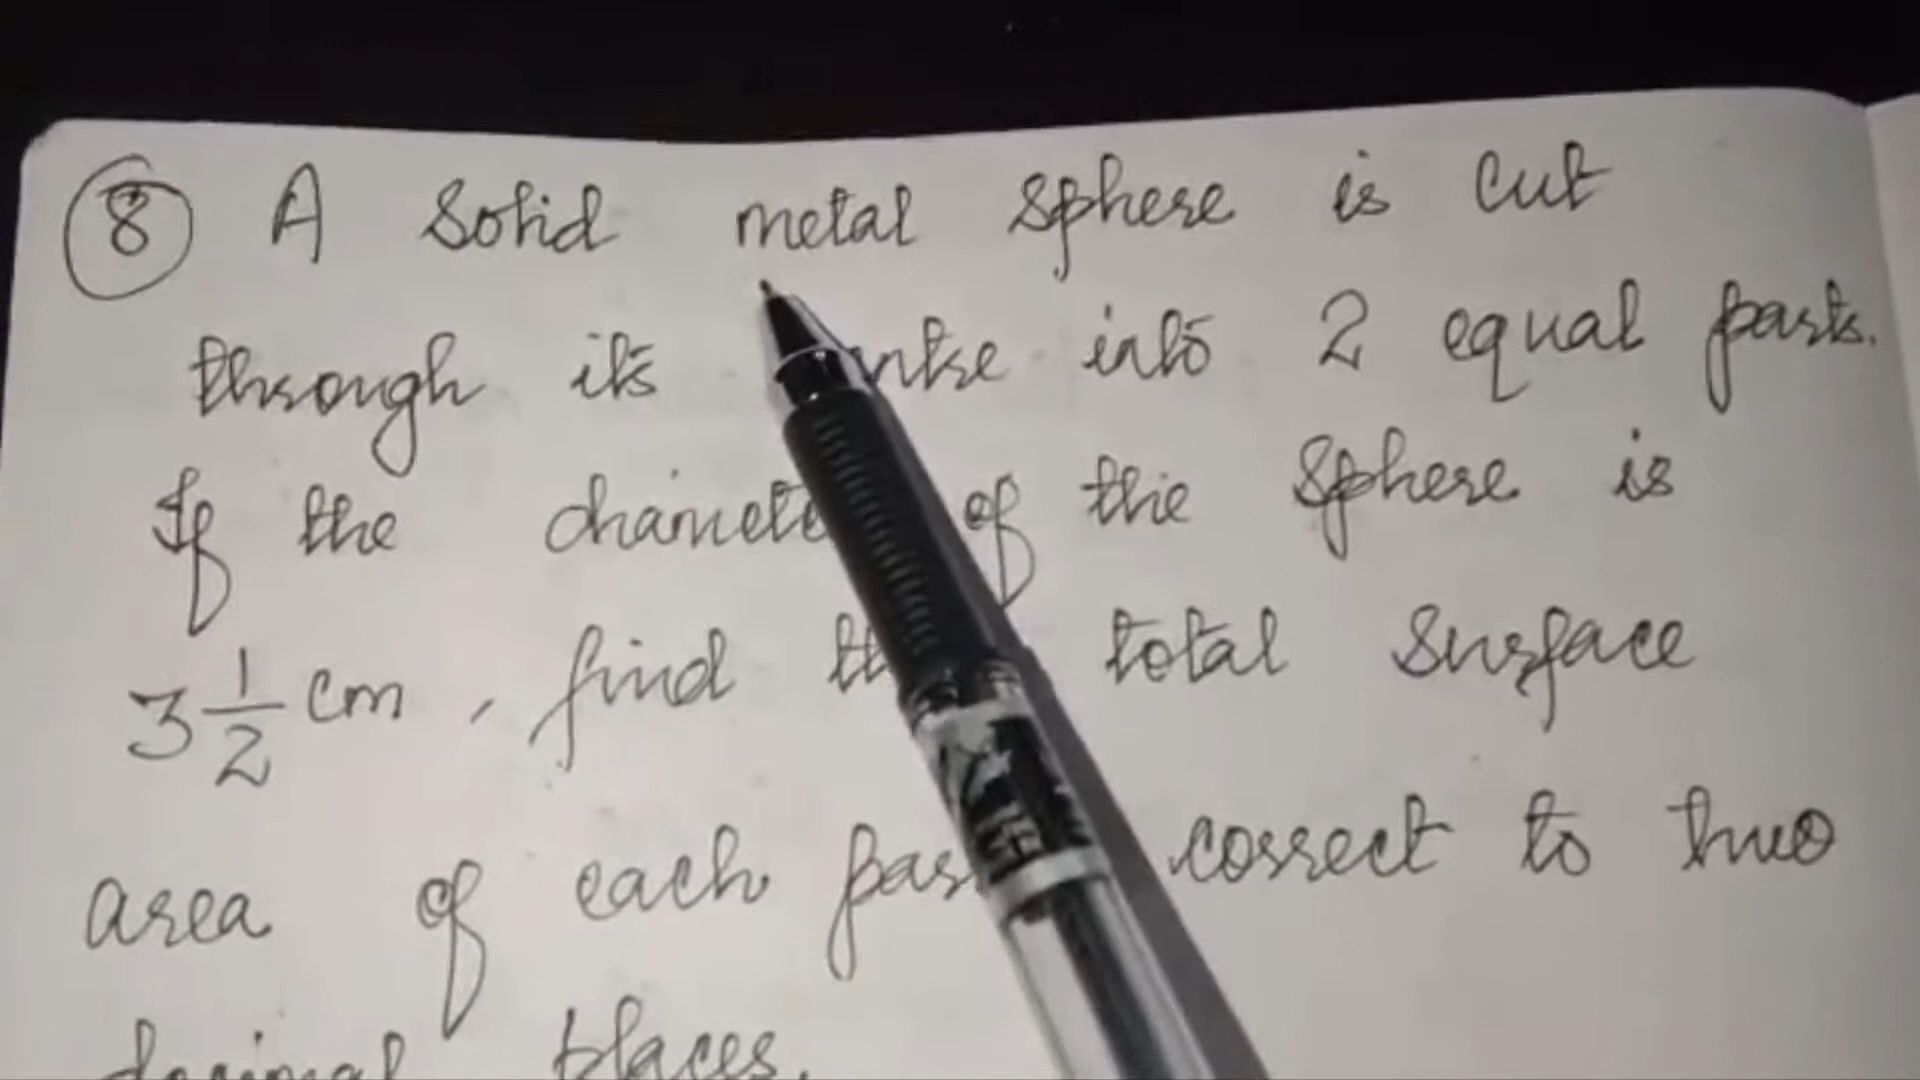 8 A solid metal sphere is cut
through its into 2 equal parts.
If the of the sphere is
3 1/2 cm, find total surface
area of each correct to two
decimal places.